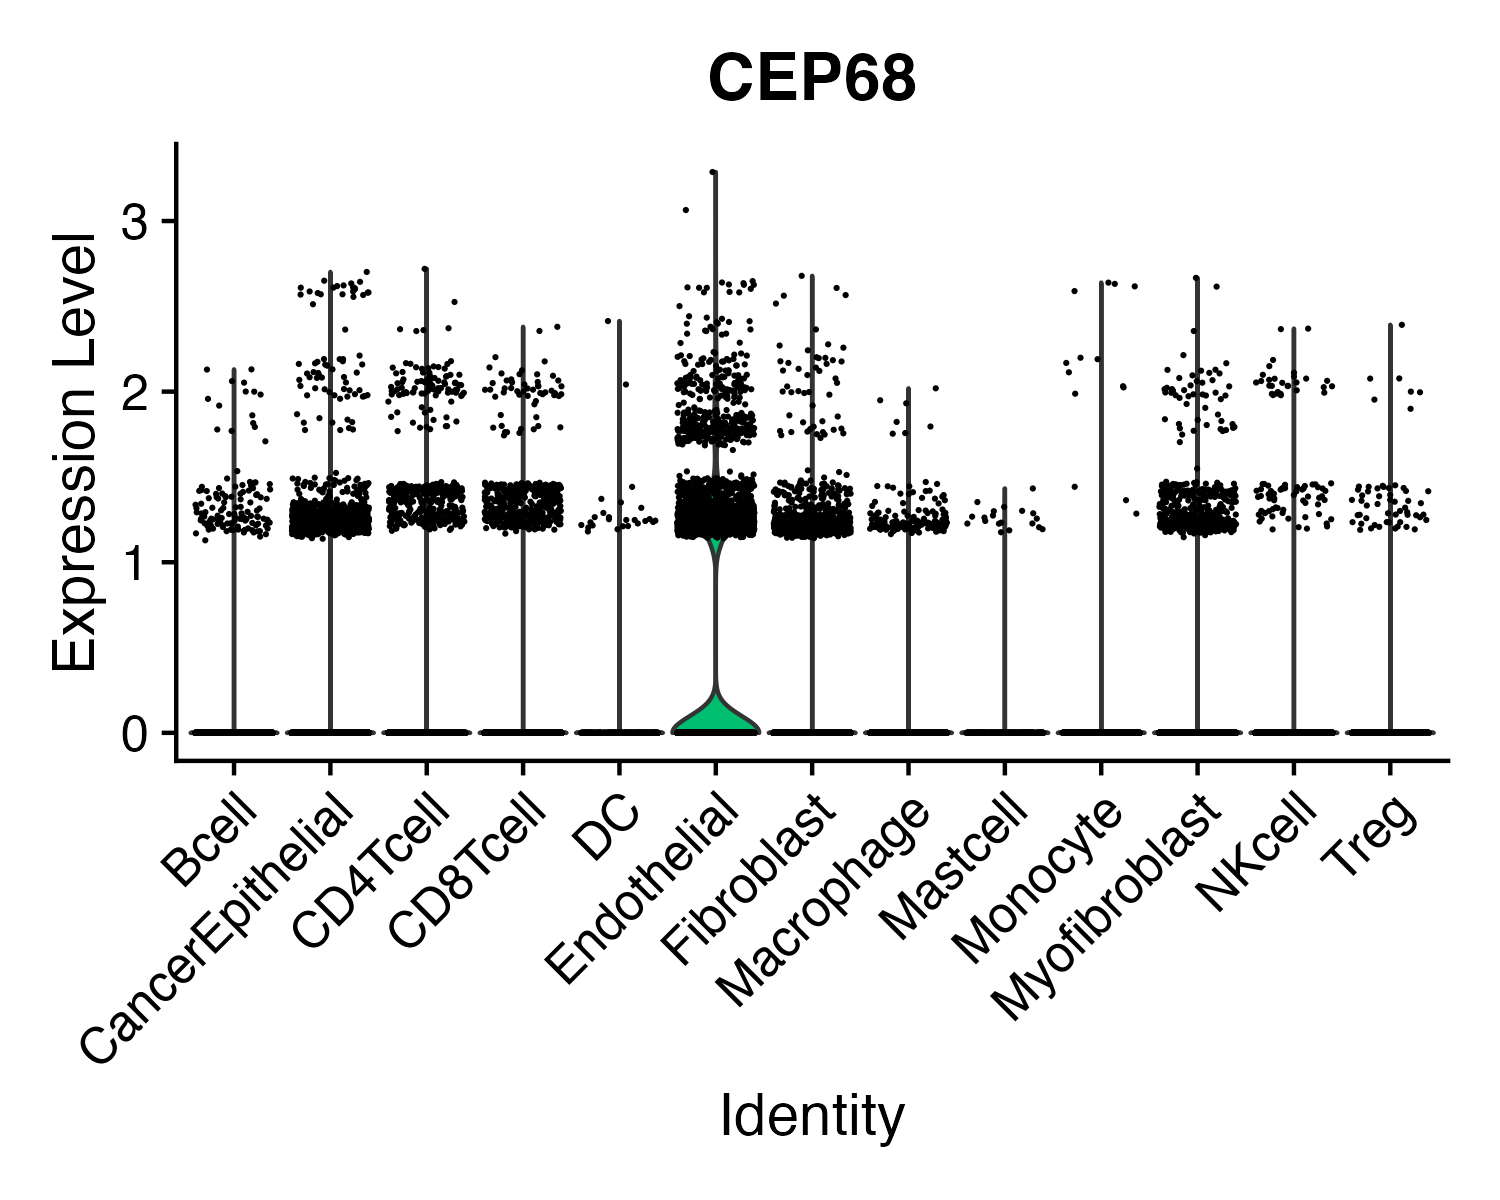 CEP68
Expression Level
3
2
1
0
Bcell
CancerEpithelial
CD4Tcell
CD8Tcell
DC
Endothelial
Fibroblast
Macrophage
Mastcell
Monocyte
Myofibroblast
NKcell
Treg
Identity